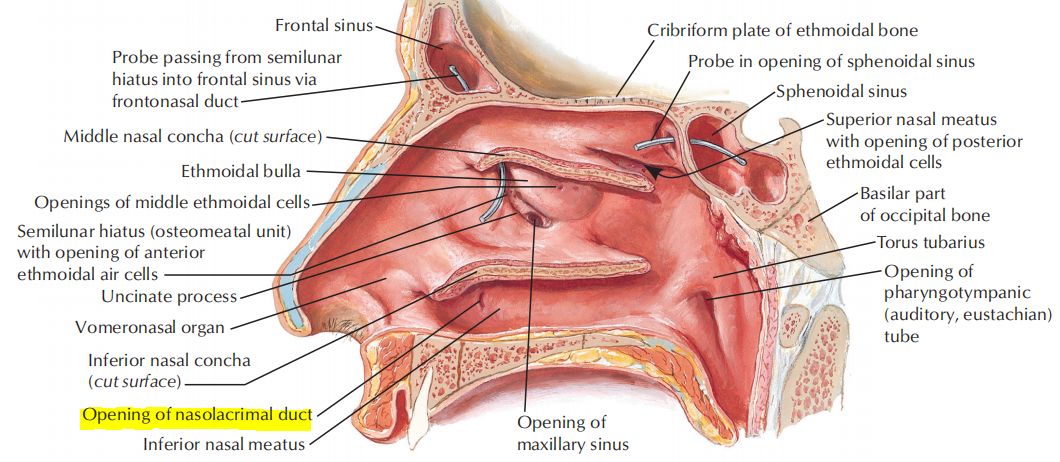 Frontal sinus
Probe passing from semilunar
hiatus into frontal sinus via
frontonasal duct
Middle nasal concha (cut surface)
Ethmoidal bulla
Openings of middle ethmoidal cells
Semilunar hiatus (osteomeatal unit)
with opening of anterior
ethmoidal air cells
Uncinate process
Vomeronasal organ
Inferior nasal concha
(cut surface)
Opening of nasolacrimal duct
Inferior nasal meatus
Opening of
maxillary sinus
Cribriform plate of ethmoidal bone
Probe in opening of sphenoidal sinus
Sphenoidal sinus
Superior nasal meatus
with opening of posterior
ethmoidal cells
Basilar part
of occipital bone
Torus tubarius
Opening of
pharyngotympanic
(auditory, eustachian)
tube